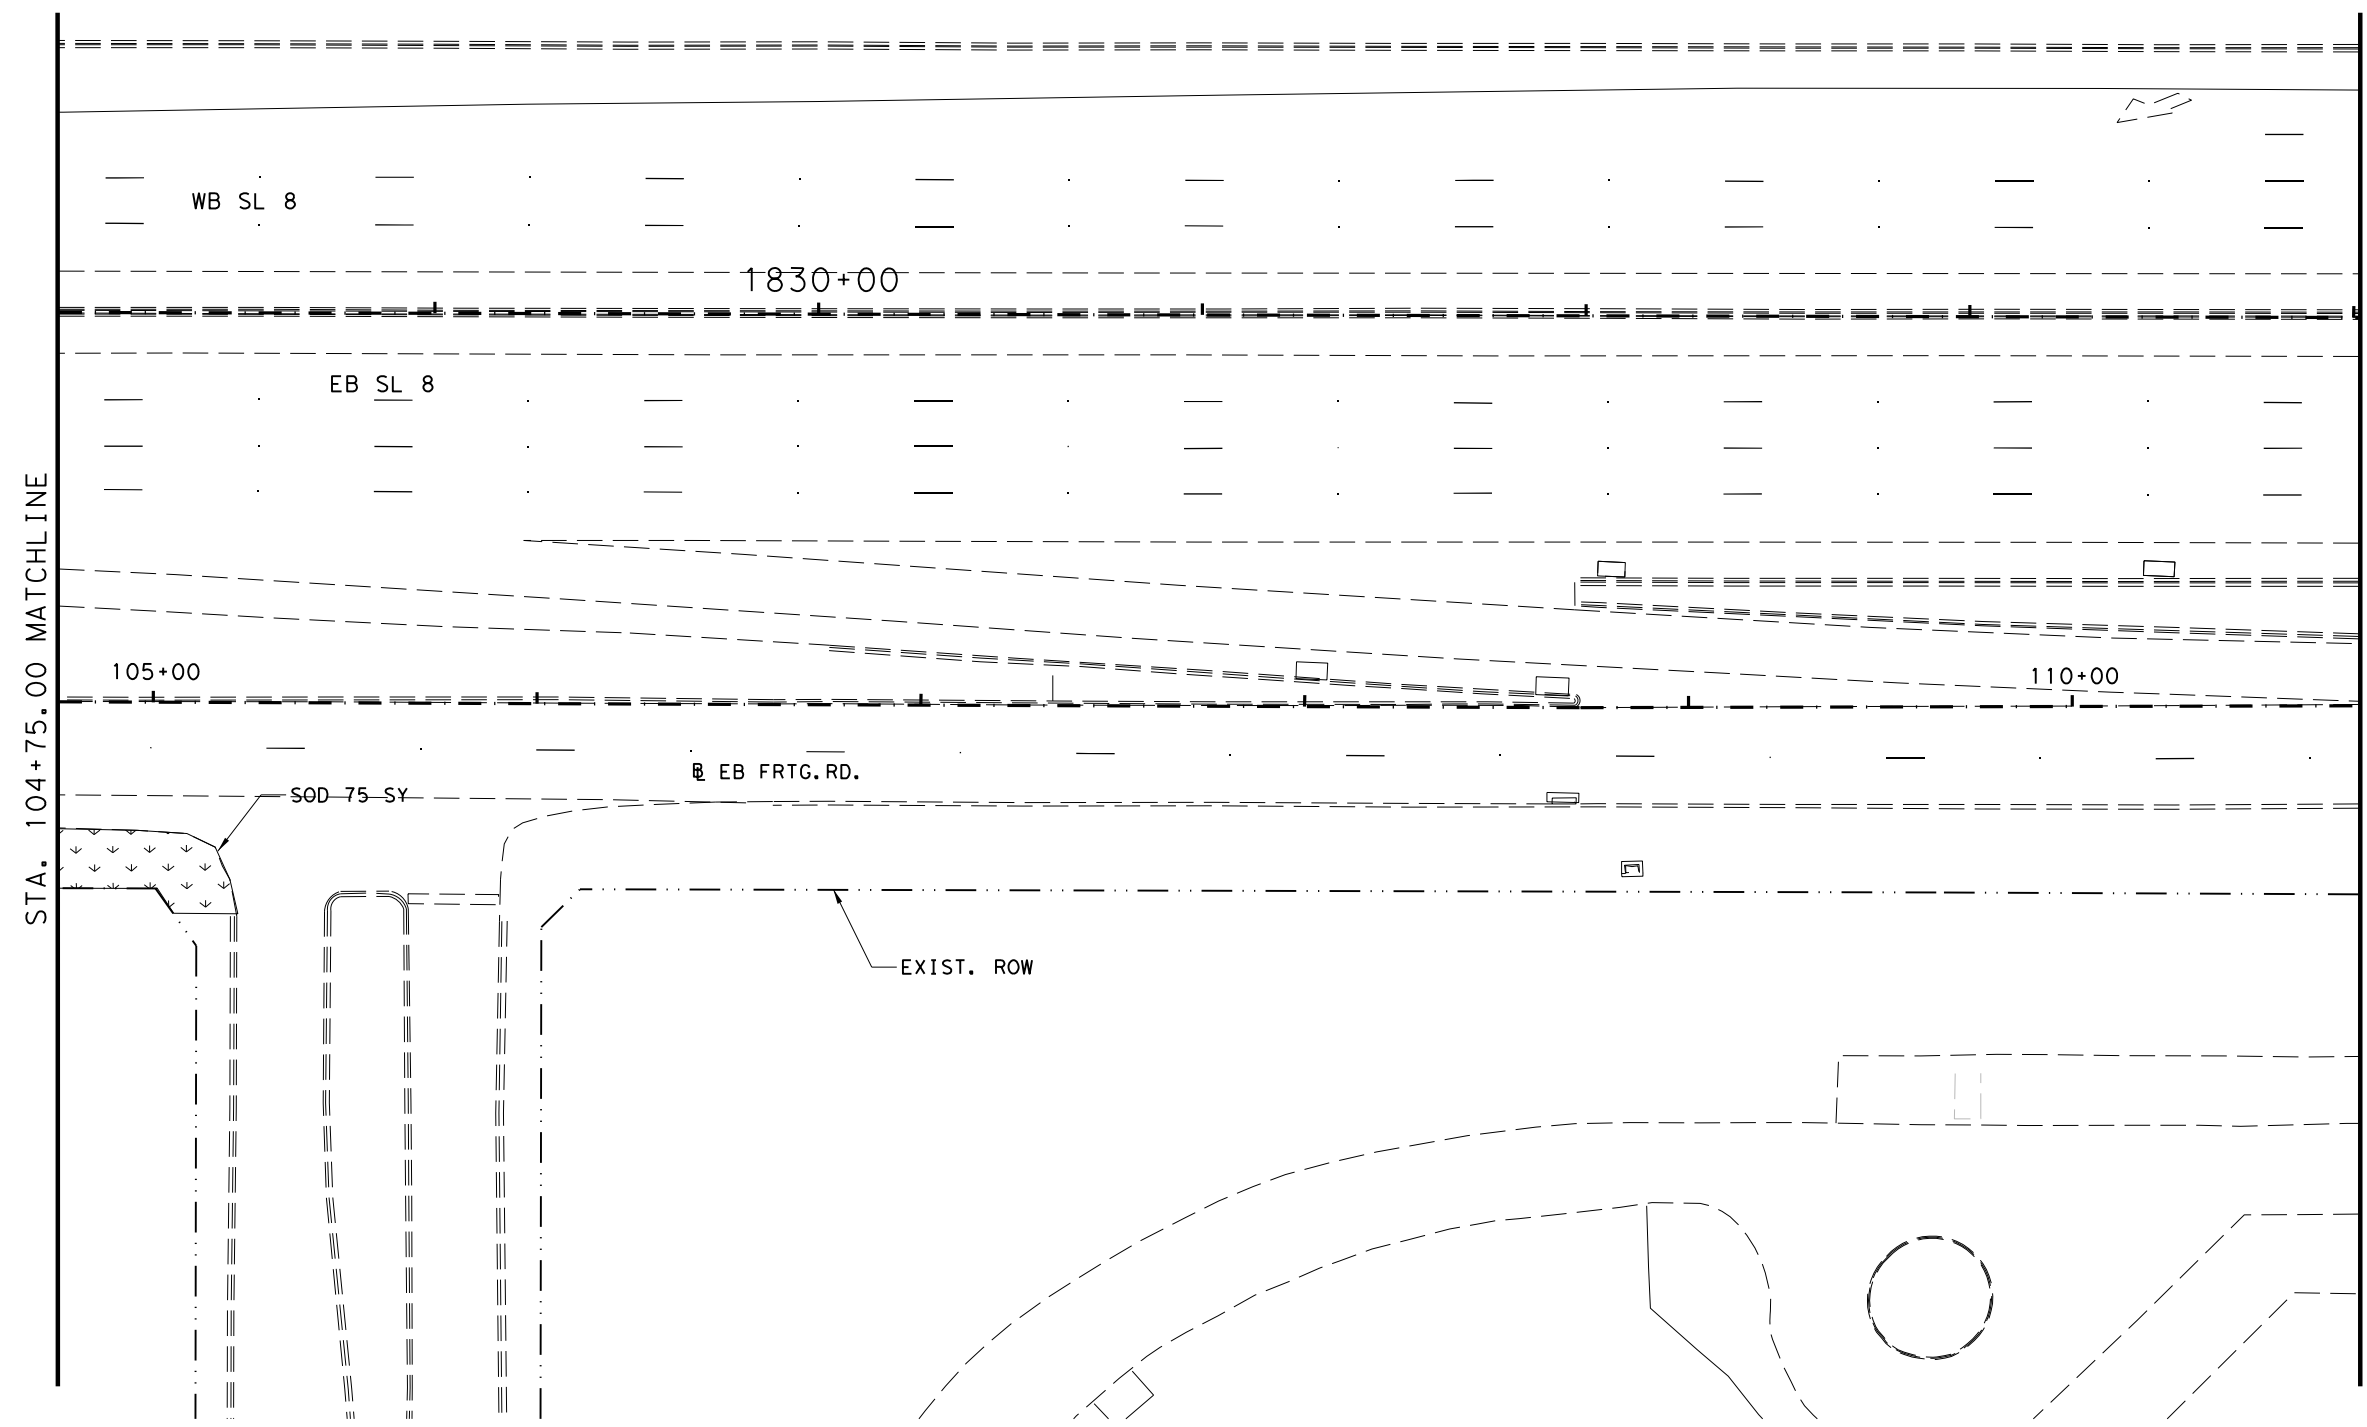 WB SL 8
1830+00
EB SL 8
STA. 104+75.00 MATCHLINE
105+00
110+00
BL EB FRTG.RD.
SOD 75 SY
EXIST. ROW